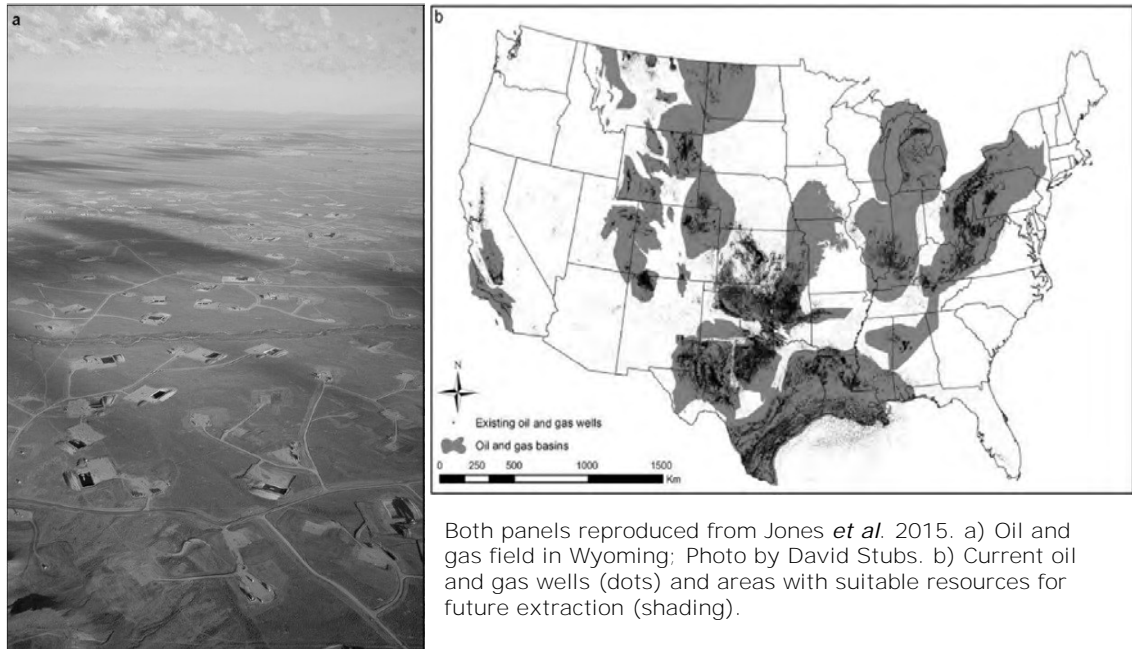 a
b
N
Existing oil and gas wells
Oil and gas basins
0 250 500 1000 1500
Km
Both panels reproduced from Jones et al. 2015. a) Oil and
gas field in Wyoming; Photo by David Stubs. b) Current oil
and gas wells (dots) and areas with suitable resources for
future extraction (shading).